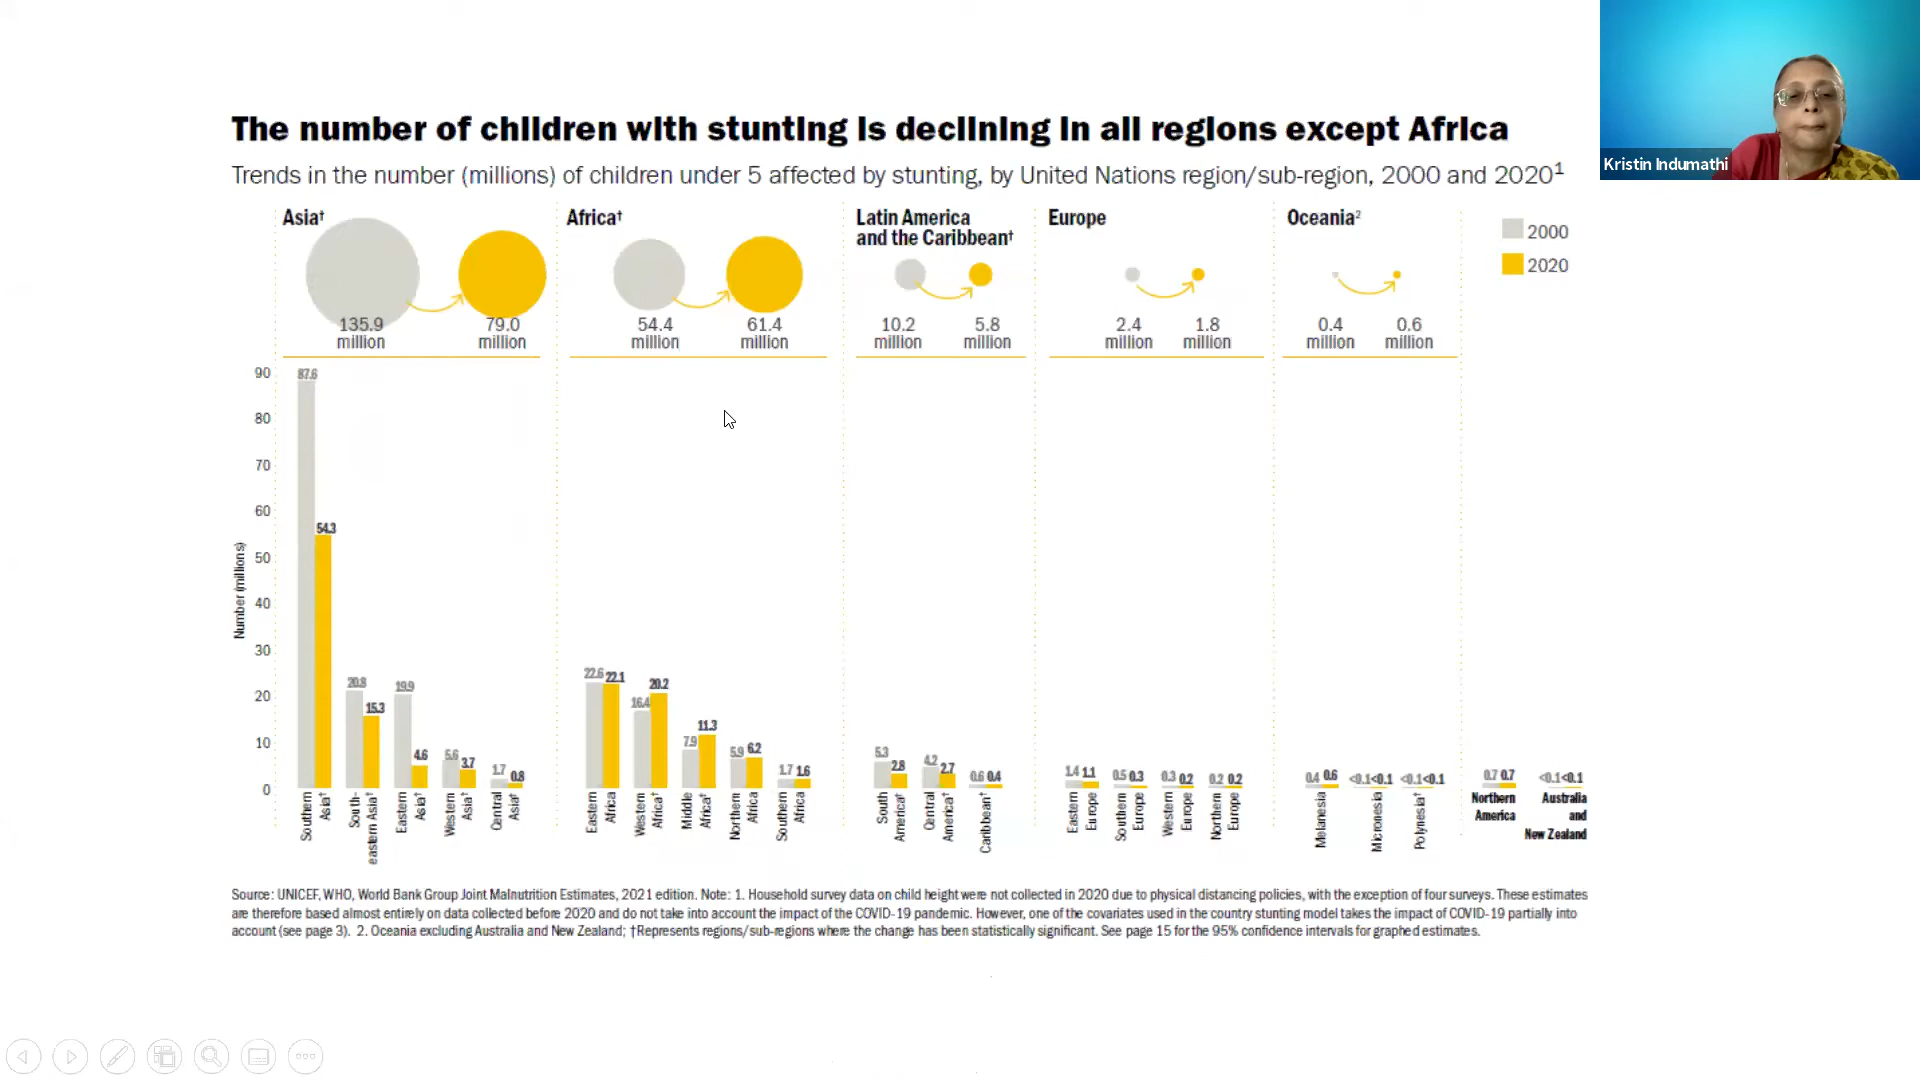 The number of children with stunting is declining in all regions except Africa
Trends in the number (millions) of children under 5 affected by stunting, by United Nations region/sub-region, 2000 and 2020¹
Kristin Indumathi
Asia†
135.9 million
79.0 million
Africa†
54.4 million
61.4 million
Latin America
and the Caribbean†
10.2 million
5.8 million
Europe
2.4 million
1.8 million
Oceania²
0.4 million
0.6 million
2000
2020
Number (millions)
90
80
70
60
50
40
30
20
10
0
87.6 54.3
Southern Asia†
20.8 15.3
South-eastern Asia†
19.9 4.6
Eastern Asia†
5.6 3.7
Western Asia†
1.7 0.8
Central Asia†
22.6 22.1
Eastern Africa
16.4 20.2
Western Africa†
7.9 11.3
Middle Africa†
5.9 6.2
Northern Africa
1.7 1.6
Southern Africa
5.3 2.8
South America†
4.2 2.7
Central America†
0.6 0.4
Caribbean†
1.4 1.1
Eastern Europe
0.5 0.3
Southern Europe
0.3 0.2
Western Europe
0.2 0.2
Northern Europe
0.4 0.6
Melanesia
<0.1 <0.1
Micronesia
<0.1 <0.1
Polynesia†
0.7 0.7
Northern America
<0.1 <0.1
Australia and New Zealand
Source: UNICEF, WHO, World Bank Group Joint Malnutrition Estimates, 2021 edition. Note: 1. Household survey data on child height were not collected in 2020 due to physical distancing policies, with the exception of four surveys. These estimates
are therefore based almost entirely on data collected before 2020 and do not take into account the impact of the COVID-19 pandemic. However, one of the covariates used in the country stunting model takes the impact of COVID-19 partially into
account (see page 3). 2. Oceania excluding Australia and New Zealand; †Represents regions/sub-regions where the change has been statistically significant. See page 15 for the 95% confidence intervals for graphed estimates.